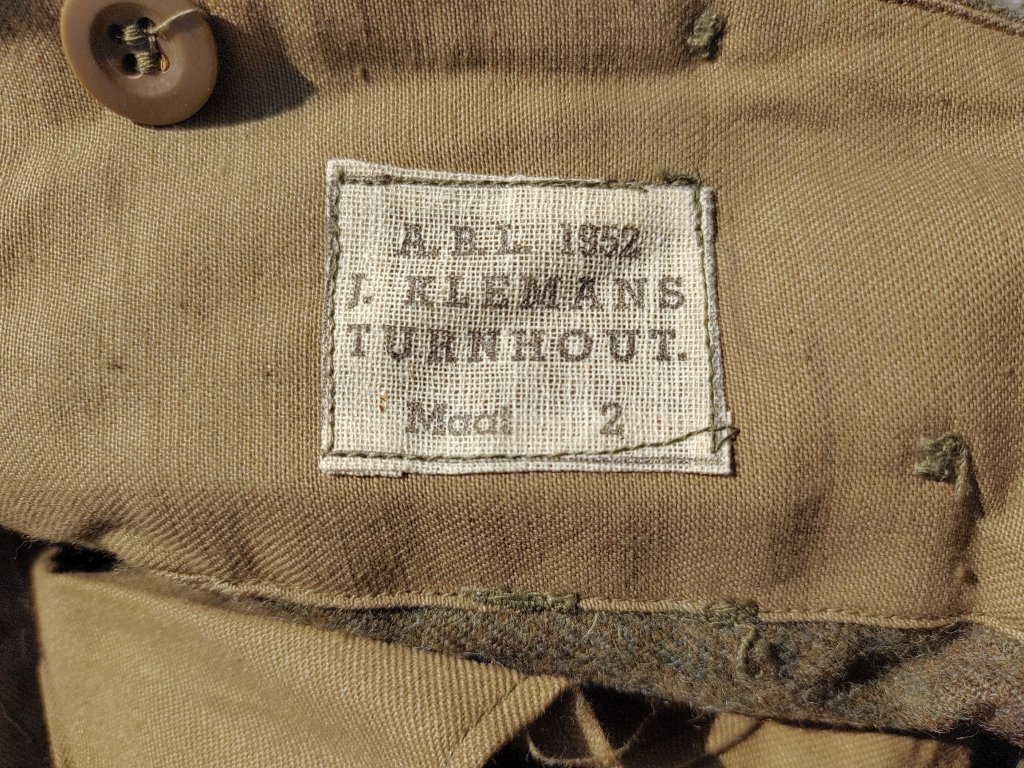 A. B. L. 1952
J. KLEMANS
TURNHOUT.
Maat 2